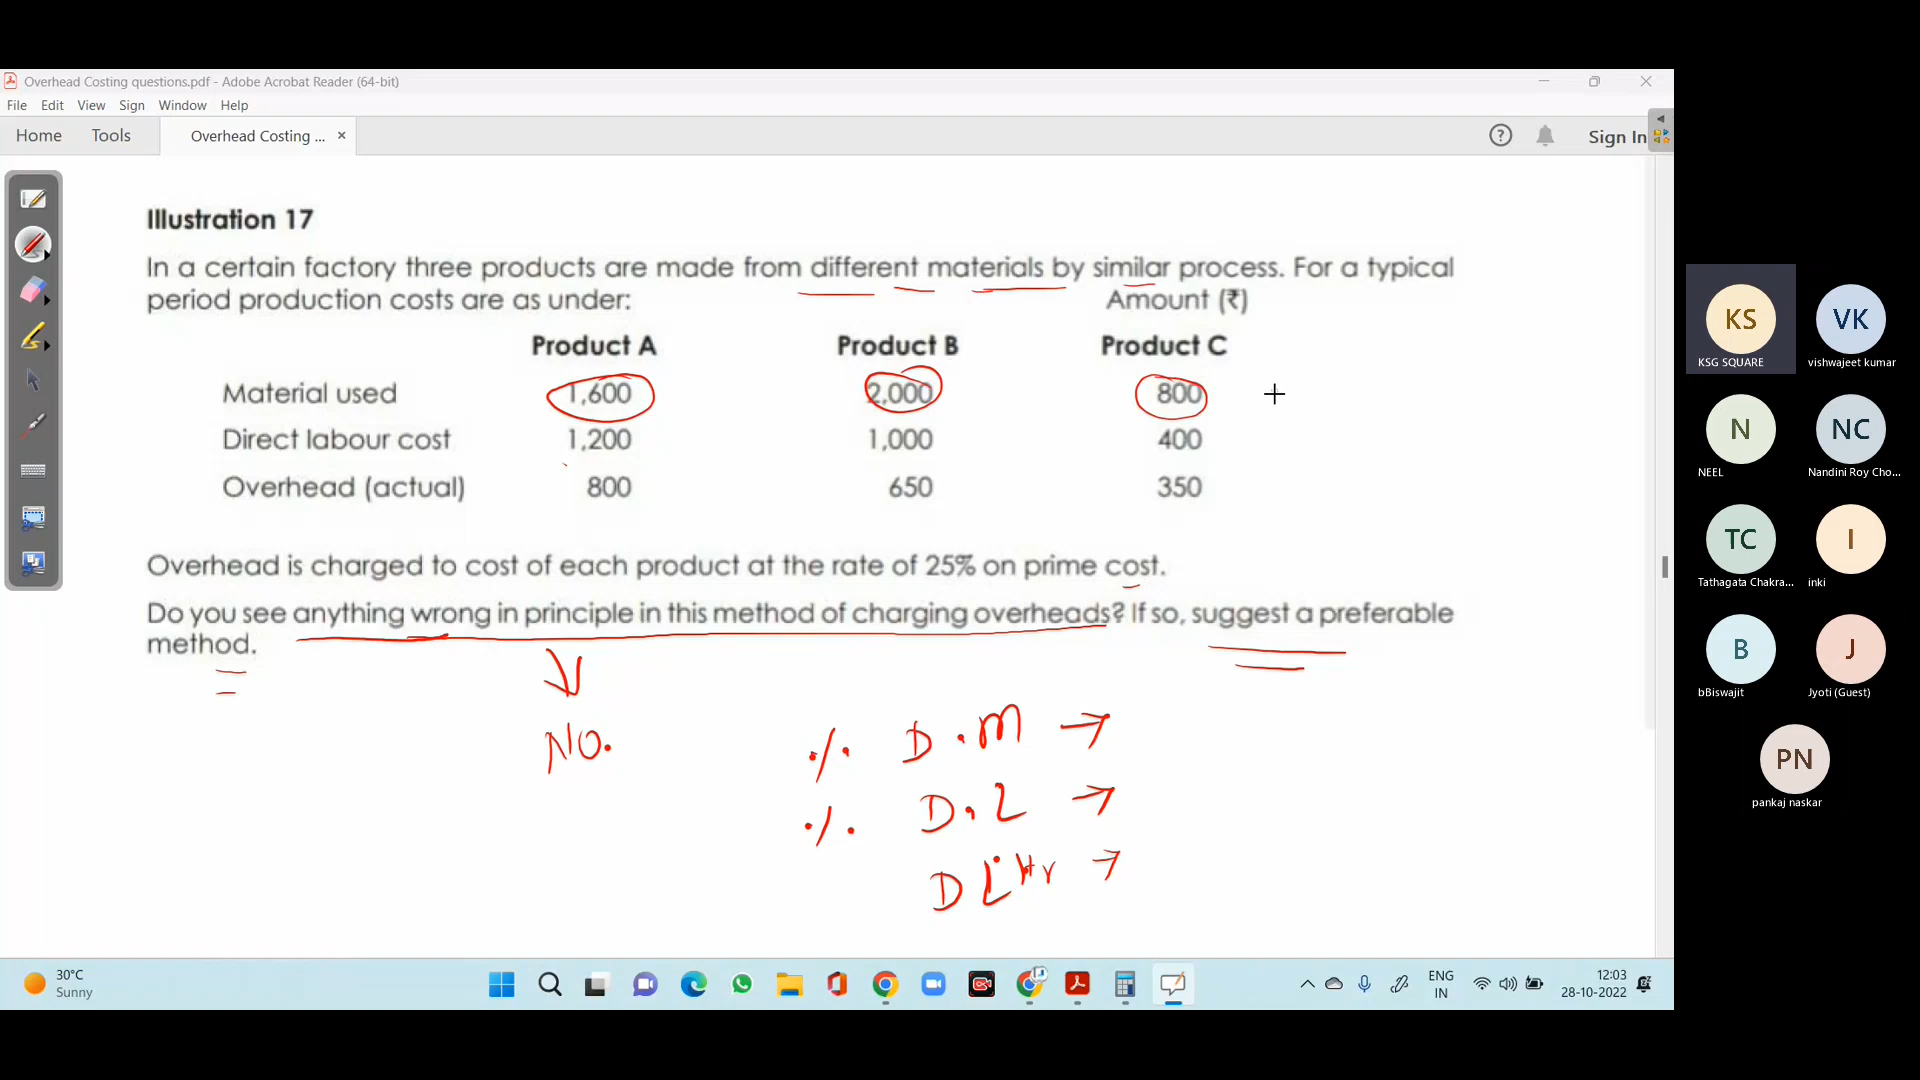 Overhead Costing questions.pdf - Adobe Acrobat Reader (64-bit)
File Edit View Sign Window Help
Home Tools Overhead Costing ... × Sign In
Illustration 17
In a certain factory three products are made from different materials by similar process. For a typical
period production costs are as under: Amount (₹)
Product A Product B Product C
Material used 1,600 2,000 800
Direct labour cost 1,200 1,000 400
Overhead (actual) 800 650 350
Overhead is charged to cost of each product at the rate of 25% on prime cost.
Do you see anything wrong in principle in this method of charging overheads? If so, suggest a preferable
method.
NO.
% D.M →
% D.L →
D L Hr →
KS
KSG SQUARE
VK
vishwajeet kumar
N
NEEL
NC
Nandini Roy Cho...
TC
Tathagata Chakra...
I
inki
B
bBiswajit
J
Jyoti (Guest)
PN
pankaj naskar
30°C
Sunny
ENG
IN
12:03
28-10-2022